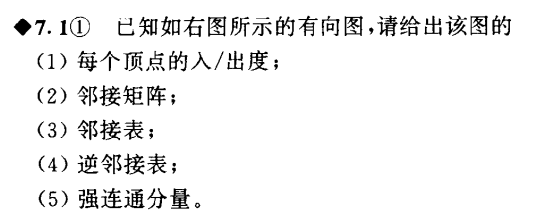 ◆7.1① 已知如右图所示的有向图,请给出该图的
(1) 每个顶点的入/出度;
(2) 邻接矩阵;
(3) 邻接表;
(4) 逆邻接表;
(5) 强连通分量。